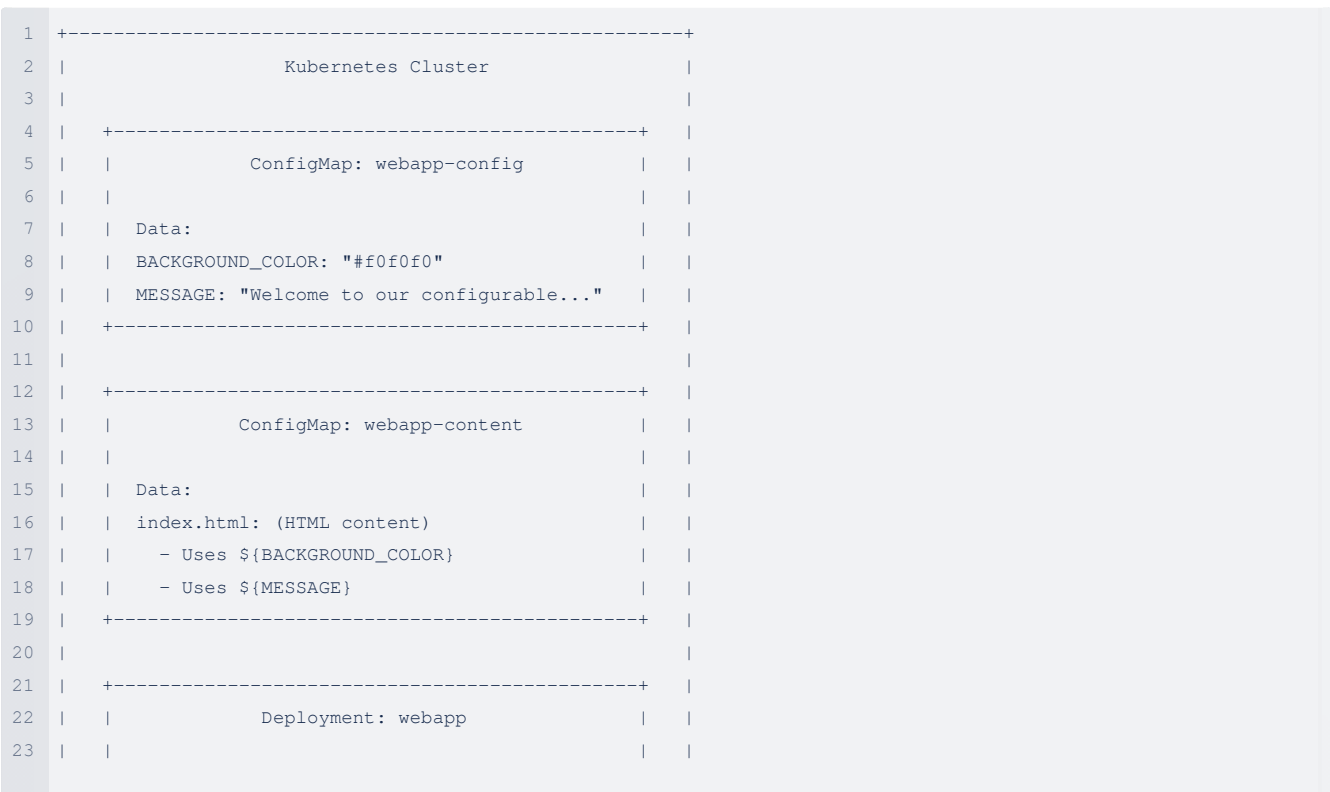 1 +------------------------------------------------------+
2 |                   Kubernetes Cluster                 |
3 |                                                      |
4 |   +----------------------------------------------+   |
5 |   |            ConfigMap: webapp-config          |   |
6 |   |                                              |   |
7 |   |  Data:                                       |   |
8 |   |  BACKGROUND_COLOR: "#f0f0f0"                 |   |
9 |   |  MESSAGE: "Welcome to our configurable..."   |   |
10 |   +----------------------------------------------+   |
11 |                                                      |
12 |   +----------------------------------------------+   |
13 |   |           ConfigMap: webapp-content          |   |
14 |   |                                              |   |
15 |   |  Data:                                       |   |
16 |   |  index.html: (HTML content)                  |   |
17 |   |    - Uses ${BACKGROUND_COLOR}                |   |
18 |   |    - Uses ${MESSAGE}                         |   |
19 |   +----------------------------------------------+   |
20 |                                                      |
21 |   +----------------------------------------------+   |
22 |   |             Deployment: webapp               |   |
23 |   |                                              |   |